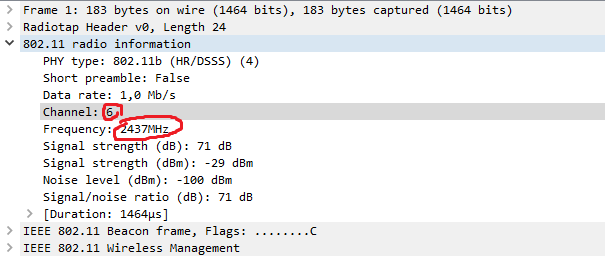 Frame 1: 183 bytes on wire (1464 bits), 183 bytes captured (1464 bits)
Radiotap Header v0, Length 24
802.11 radio information
PHY type: 802.11b (HR/DSSS) (4)
Short preamble: False
Data rate: 1,0 Mb/s
Channel: 6
Frequency: 2437MHz
Signal strength (dB): 71 dB
Signal strength (dBm): -29 dBm
Noise level (dBm): -100 dBm
Signal/noise ratio (dB): 71 dB
[Duration: 1464µs]
IEEE 802.11 Beacon frame, Flags: ........C
IEEE 802.11 Wireless Management